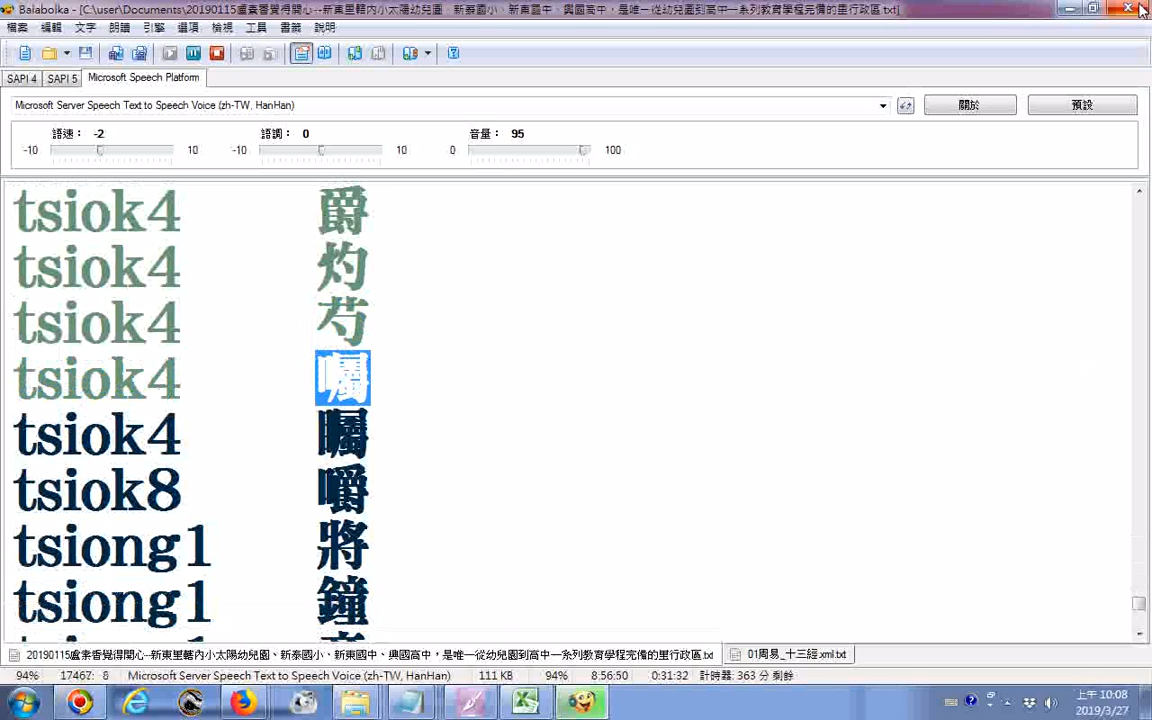 Balabolka - [C:\user\Documents\20190115盧素香覺得開心--新東里轄內小太陽幼兒園、新泰國小、新東國中、興國高中，是唯一從幼兒園到高中一系列教育學程完備的里行政區.txt]
檔案 編輯 文字 朗讀 引擎 選項 檢視 工具 書籤 說明
SAPI 4 SAPI 5 Microsoft Speech Platform
Microsoft Server Speech Text to Speech Voice (zh-TW, HanHan) 關於 預設
語速： -2 語調： 0 音量： 95
-10 10 -10 10 0 100
tsiok4 爵
tsiok4 灼
tsiok4 芍
tsiok4 囑
tsiok4 矚
tsiok8 嚼
tsiong1 將
tsiong1 鐘
20190115盧素香覺得開心--新東里轄內小太陽幼兒園、新泰國小、新東國中、興國高中，是唯一從幼兒園到高中一系列教育學程完備的里行政區.txt 01周易_十三經.xml.txt
94% 17467: 8 Microsoft Server Speech Text to Speech Voice (zh-TW, HanHan) 111 KB 94% 8:56:50 0:31:32 計時器: 363 分 剩餘
上午 10:08
2019/3/27